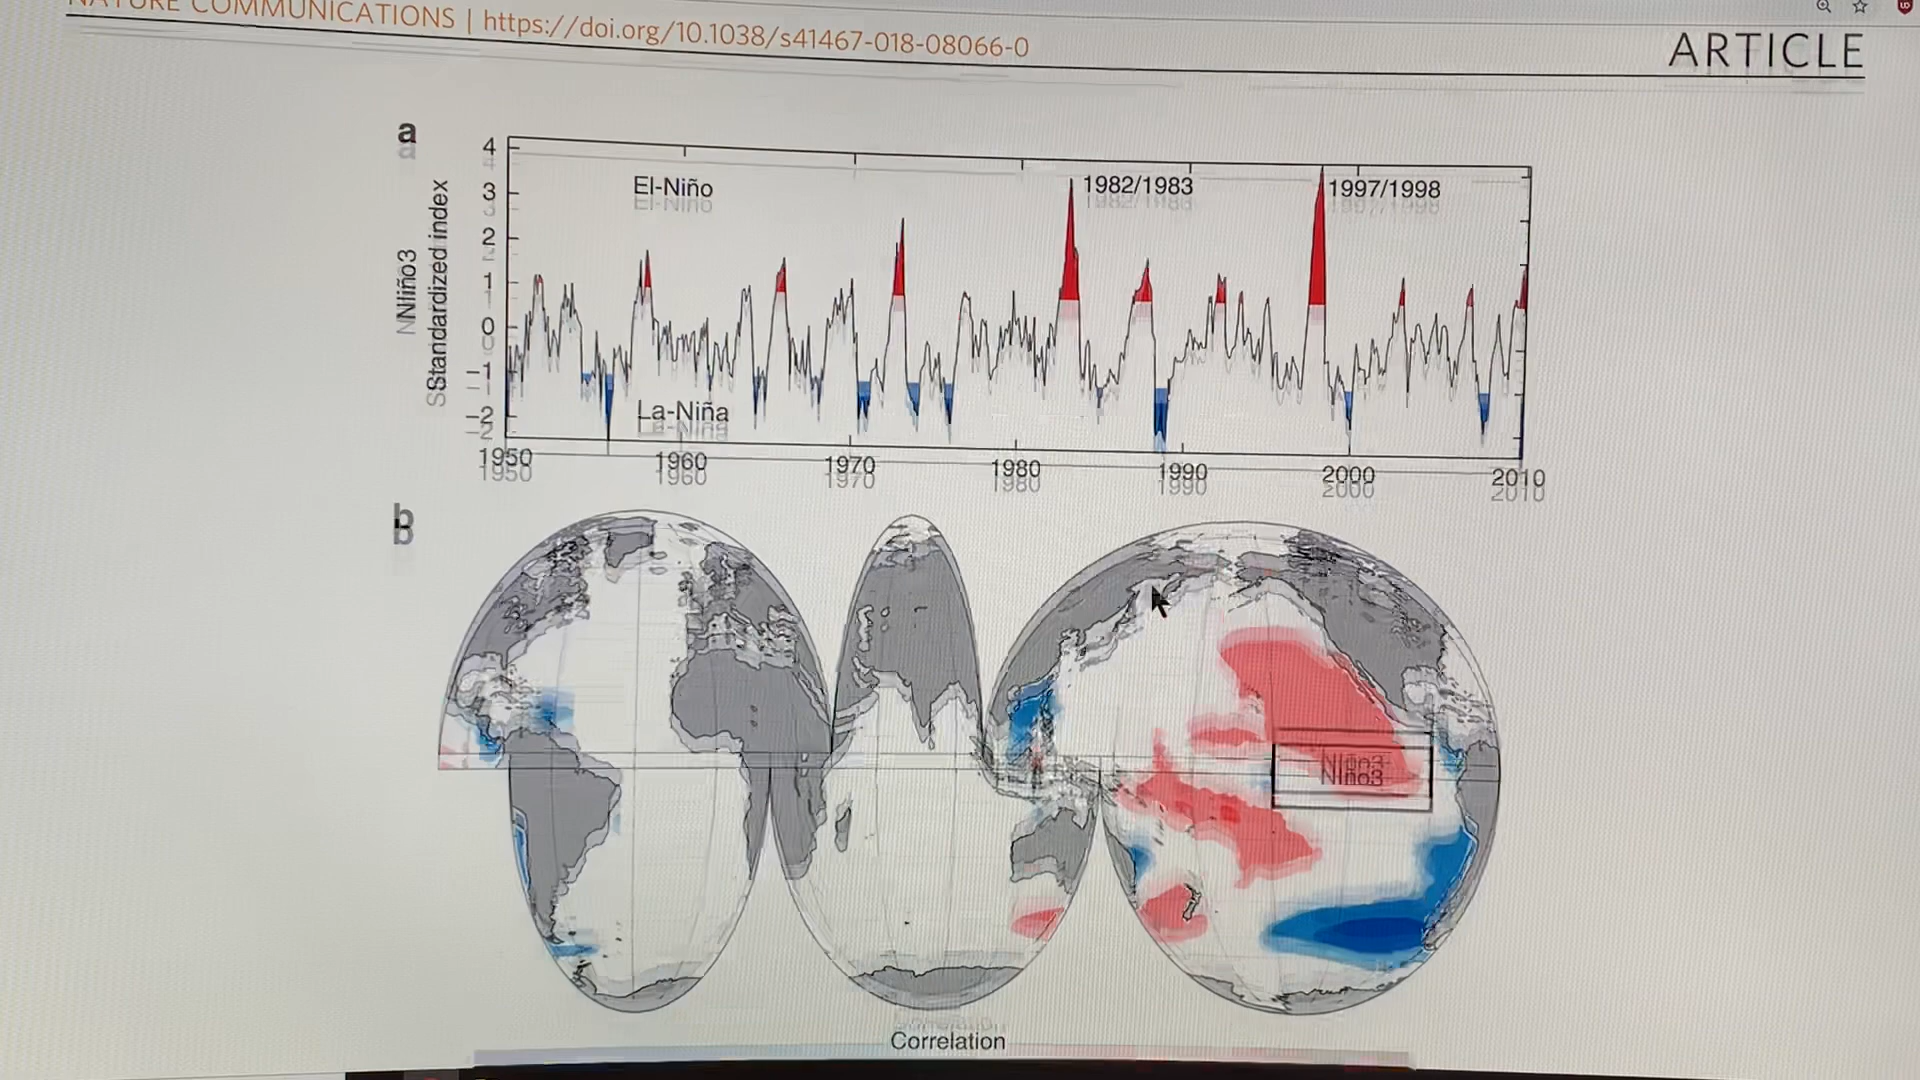 NATURE COMMUNICATIONS | https://doi.org/10.1038/s41467-018-08066-0
ARTICLE
a
Niño3
Standardized index
4
3
2
1
0
−1
−2
El-Niño
1982/1983
1997/1998
La-Niña
1950 1960 1970 1980 1990 2000 2010
b
Niño3
Correlation